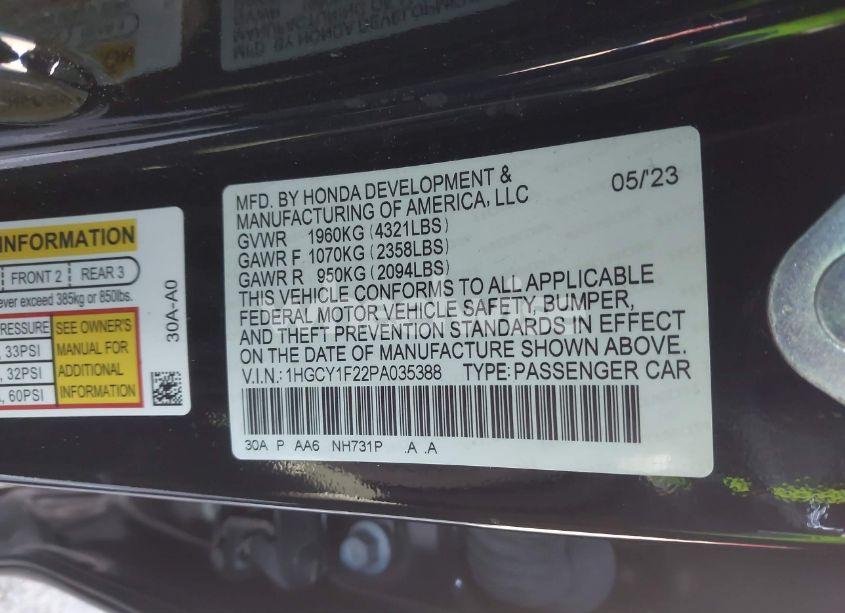 INFORMATION
FRONT 2 REAR 3
ever exceed 385kg or 850lbs.
PRESSURE SEE OWNER'S
33PSI MANUAL FOR
32PSI ADDITIONAL
60PSI INFORMATION
30A-A0
MFD. BY HONDA DEVELOPMENT & 05/'23
MANUFACTURING OF AMERICA, LLC
GVWR 1960KG (4321LBS)
GAWR F 1070KG (2358LBS)
GAWR R 950KG (2094LBS)
THIS VEHICLE CONFORMS TO ALL APPLICABLE
FEDERAL MOTOR VEHICLE SAFETY, BUMPER,
AND THEFT PREVENTION STANDARDS IN EFFECT
ON THE DATE OF MANUFACTURE SHOWN ABOVE.
V.I.N.: 1HGCY1F22PA035388 TYPE: PASSENGER CAR
30A P AA6 NH731P .A .A